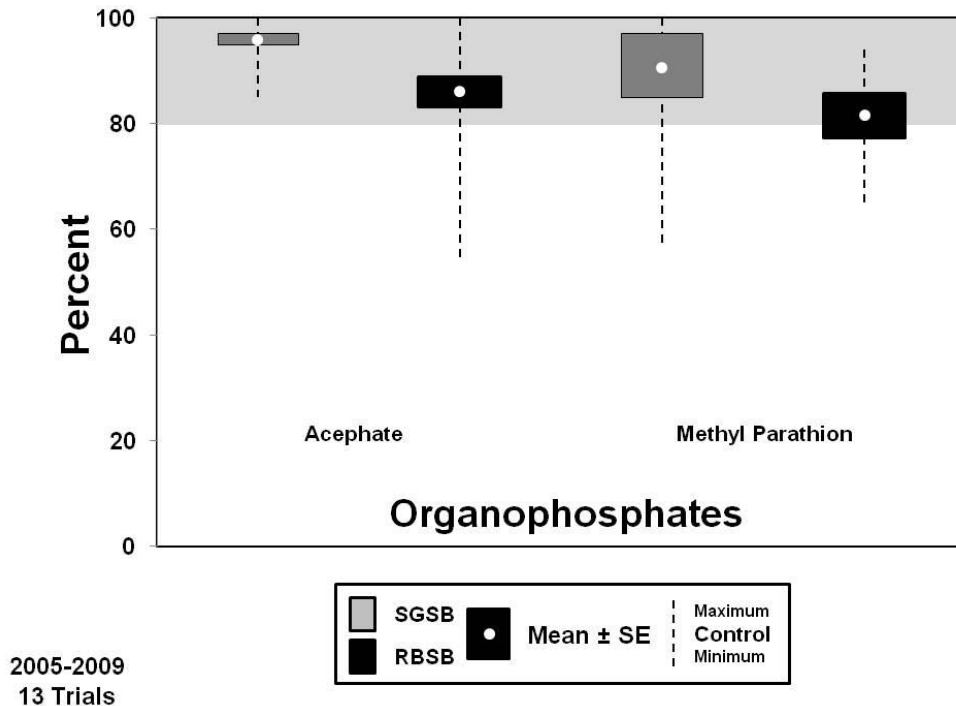 100
80
60
40
20
0
Percent
Acephate
Methyl Parathion
Organophosphates
SGSB
RBSB
Mean ± SE
Maximum
Control
Minimum
2005-2009
13 Trials